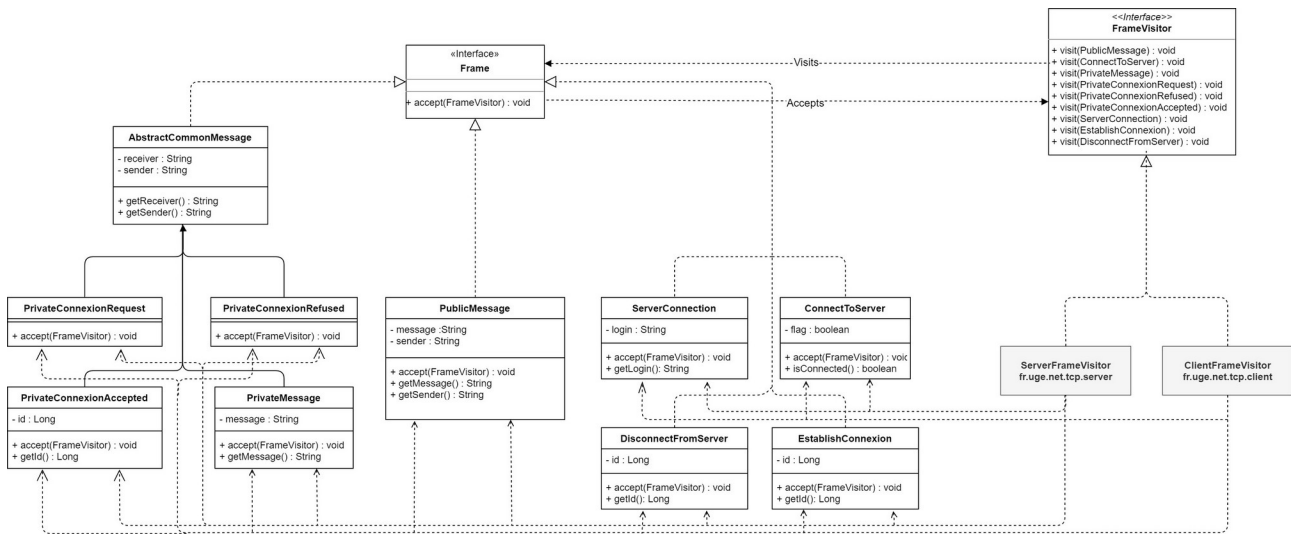 <<Interface>>
FrameVisitor
+ visit(PublicMessage) : void
+ visit(ConnectToServer) : void
+ visit(PrivateMessage) : void
+ visit(PrivateConnexionRequest) : void
+ visit(PrivateConnexionRefused) : void
+ visit(PrivateConnexionAccepted) : void
+ visit(ServerConnection) : void
+ visit(EstablishConnexion) : void
+ visit(DisconnectFromServer) : void
«Interface»
Frame
+ accept(FrameVisitor) : void
Visits
Accepts
AbstractCommonMessage
- receiver : String
- sender : String
+ getReceiver() : String
+ getSender() : String
PrivateConnexionRequest
+ accept(FrameVisitor) : void
PrivateConnexionRefused
+ accept(FrameVisitor) : void
PublicMessage
- message :String
- sender : String
+ accept(FrameVisitor) : void
+ getMessage() : String
+ getSender() : String
ServerConnection
- login : String
+ accept(FrameVisitor) : void
+ getLogin(): String
ConnectToServer
- flag : boolean
+ accept(FrameVisitor) : voic
+ isConnected() : boolean
ServerFrameVisitor
fr.uge.net.tcp.server
ClientFrameVisitor
fr.uge.net.tcp.client
PrivateConnexionAccepted
- id : Long
+ accept(FrameVisitor) : void
+ getId() : Long
PrivateMessage
- message : String
+ accept(FrameVisitor) : void
+ getMessage() : String
DisconnectFromServer
- id : Long
+ accept(FrameVisitor) : void
+ getId(): Long
EstablishConnexion
- id : Long
+ accept(FrameVisitor) : void
+ getId(): Long